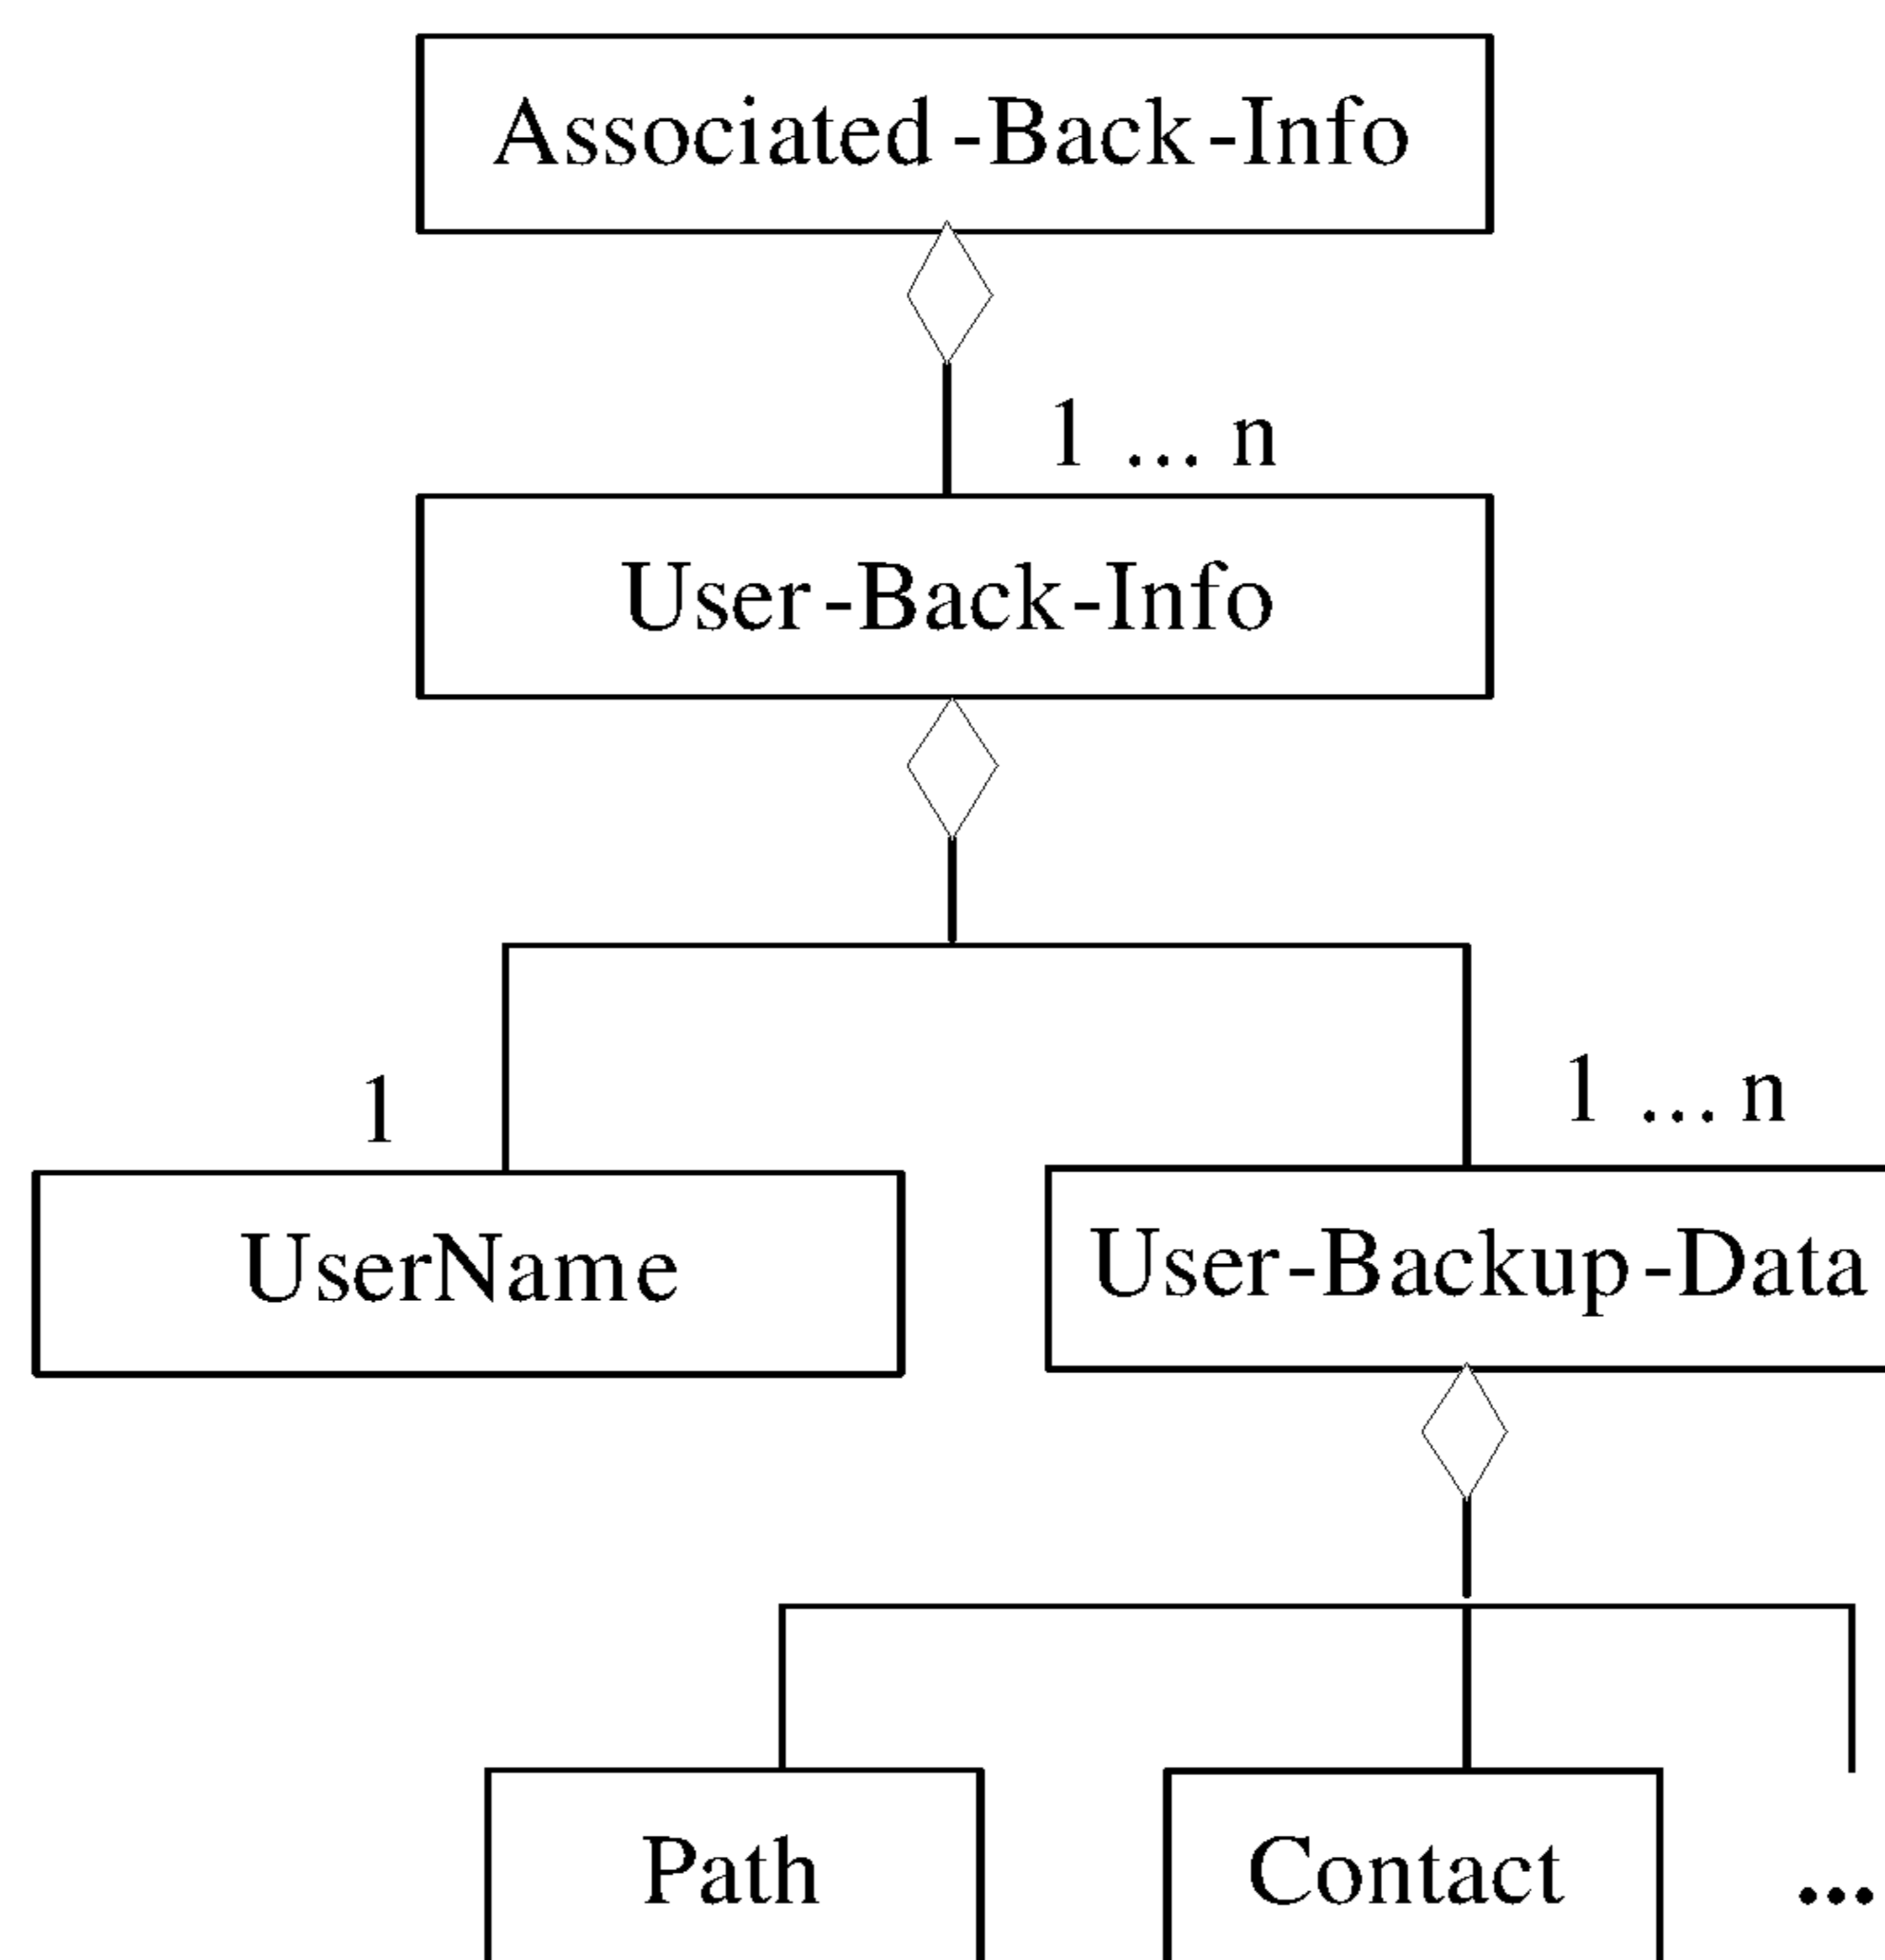 Associated-Back-Info
1 ... n
User-Back-Info
1
1 ... n
UserName
User-Backup-Data
Path
Contact
...